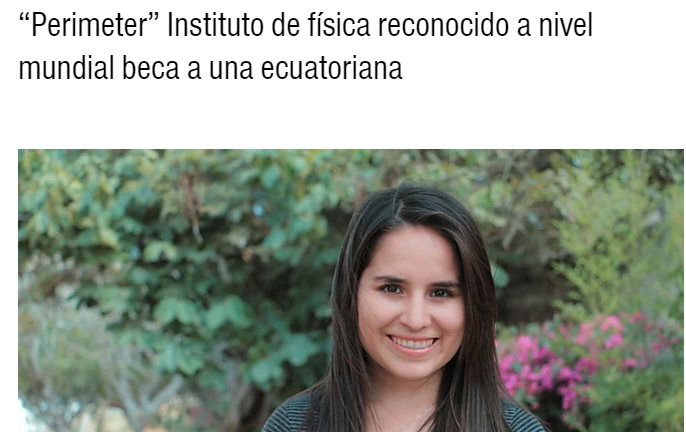 “Perimeter” Instituto de física reconocido a nivel
mundial beca a una ecuatoriana